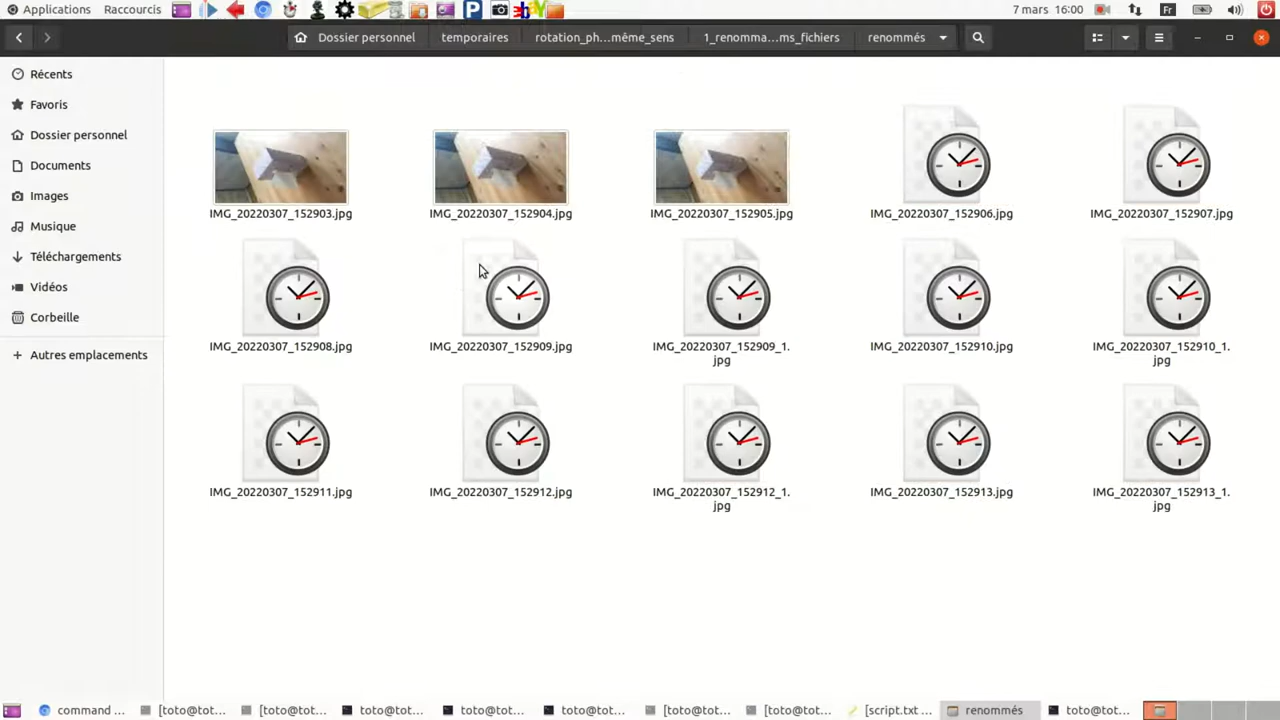 Applications Raccourcis 7 mars 16:00 Fr
Dossier personnel temporaires rotation_ph...même_sens 1_renomma...ms_fichiers renommés
Récents
Favoris
Dossier personnel
Documents
Images
Musique
Téléchargements
Vidéos
Corbeille
+ Autres emplacements
IMG_20220307_152903.jpg IMG_20220307_152904.jpg IMG_20220307_152905.jpg IMG_20220307_152906.jpg IMG_20220307_152907.jpg
IMG_20220307_152908.jpg IMG_20220307_152909.jpg IMG_20220307_152909_1.jpg IMG_20220307_152910.jpg IMG_20220307_152910_1.jpg
IMG_20220307_152911.jpg IMG_20220307_152912.jpg IMG_20220307_152912_1.jpg IMG_20220307_152913.jpg IMG_20220307_152913_1.jpg
command ... [toto@tot... [toto@tot... toto@tot... toto@tot... toto@tot... [toto@tot... [toto@tot... [script.txt ... renommés toto@tot...